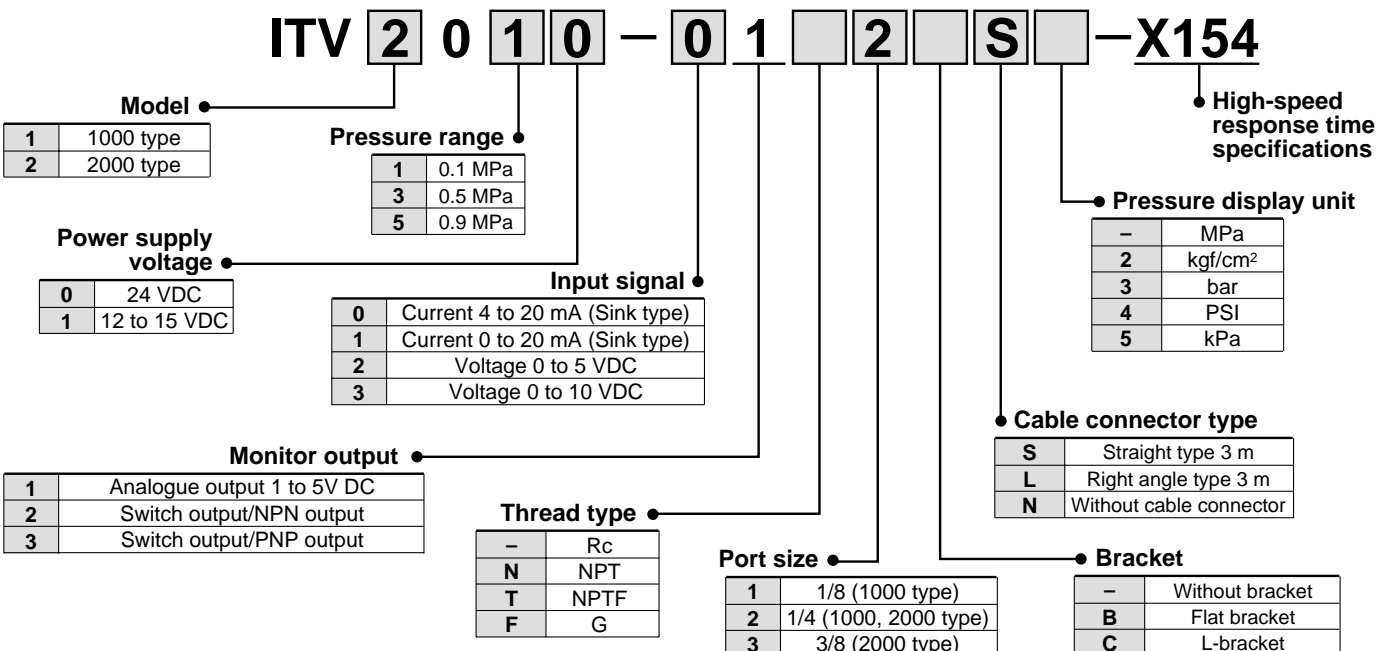 ITV 2 0 1 0 – 0 1 2 S – X154
Model
1 1000 type
2 2000 type
Pressure range
1 0.1 MPa
3 0.5 MPa
5 0.9 MPa
High-speed
response time
specifications
Pressure display unit
– MPa
2 kgf/cm²
3 bar
4 PSI
5 kPa
Power supply
voltage
0 24 VDC
1 12 to 15 VDC
Input signal
0 Current 4 to 20 mA (Sink type)
1 Current 0 to 20 mA (Sink type)
2 Voltage 0 to 5 VDC
3 Voltage 0 to 10 VDC
Cable connector type
S Straight type 3 m
L Right angle type 3 m
N Without cable connector
Monitor output
1 Analogue output 1 to 5V DC
2 Switch output/NPN output
3 Switch output/PNP output
Thread type
– Rc
N NPT
T NPTF
F G
Port size
1 1/8 (1000 type)
2 1/4 (1000, 2000 type)
3 3/8 (2000 type)
Bracket
– Without bracket
B Flat bracket
C L-bracket